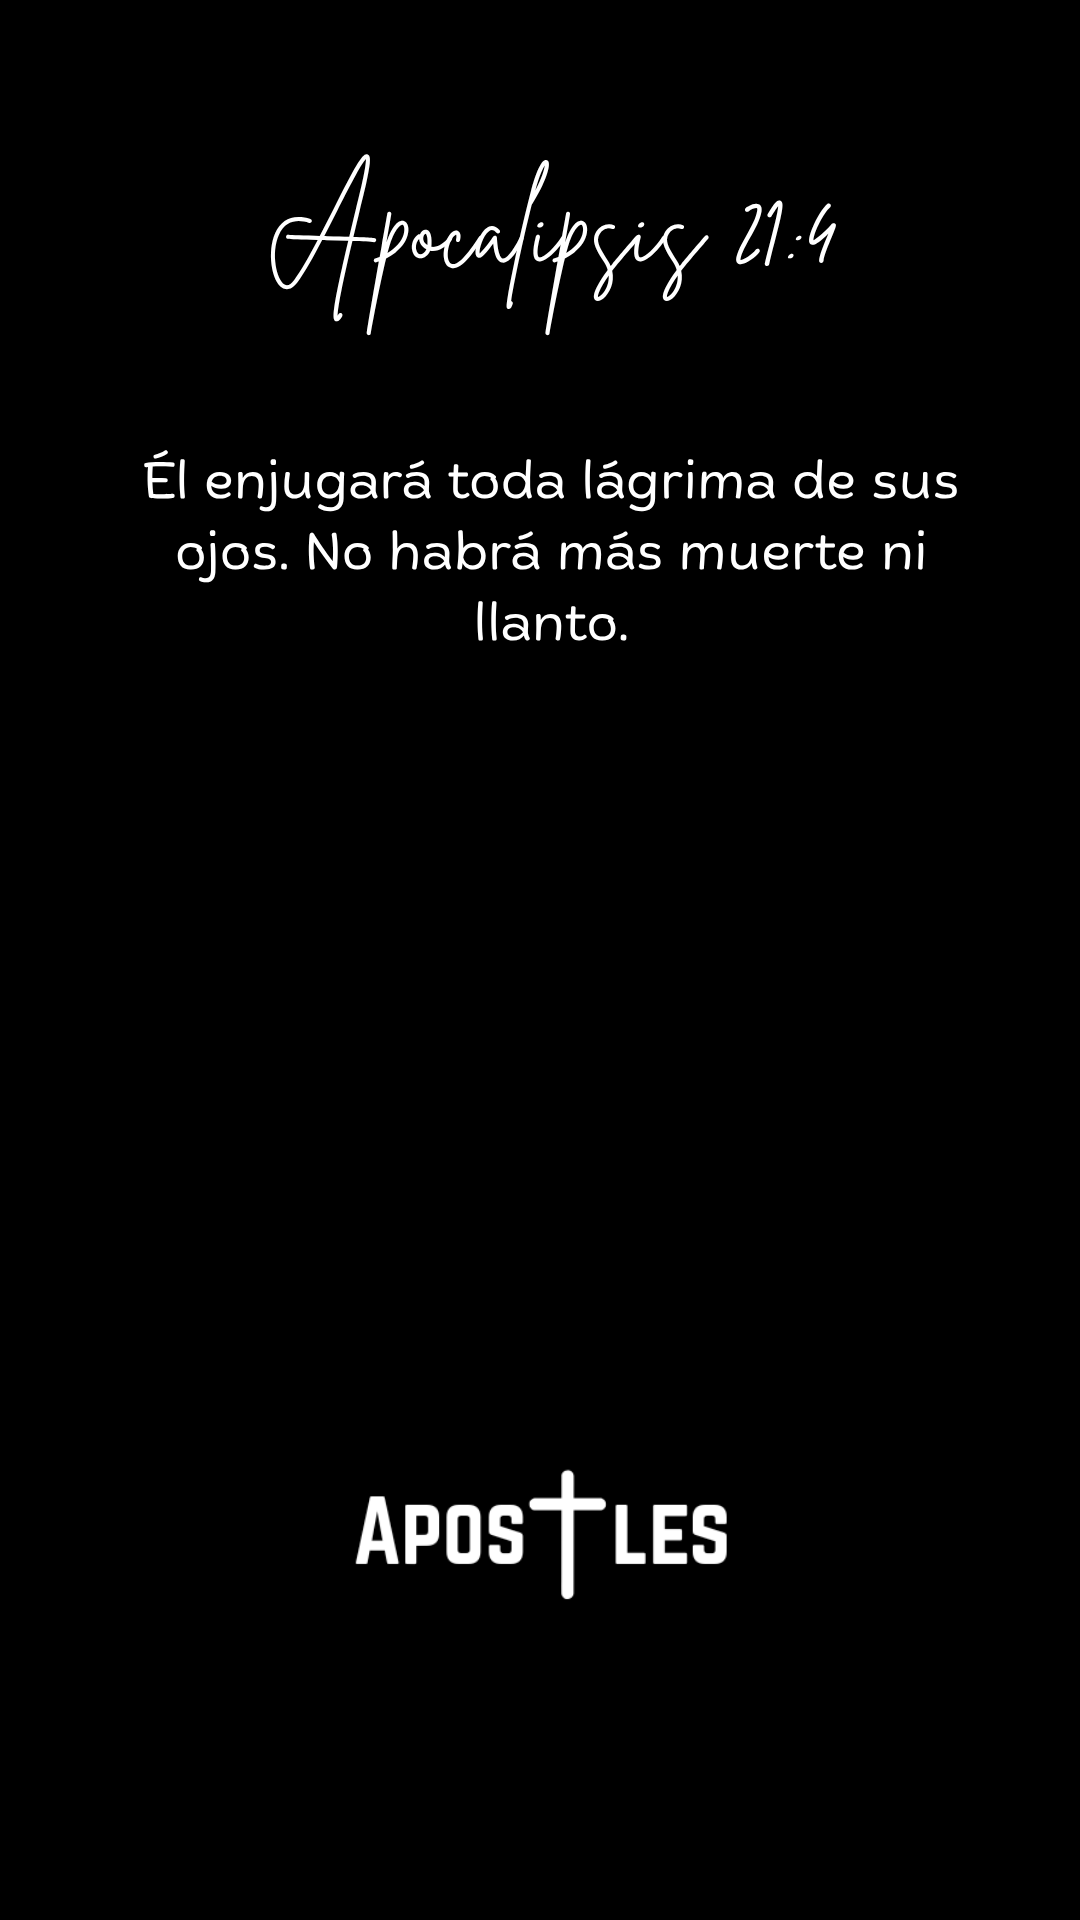 Apocalipsis 21:4
Él enjugará toda lágrima de sus
ojos. No habrá más muerte ni
llanto.
APOSTLES